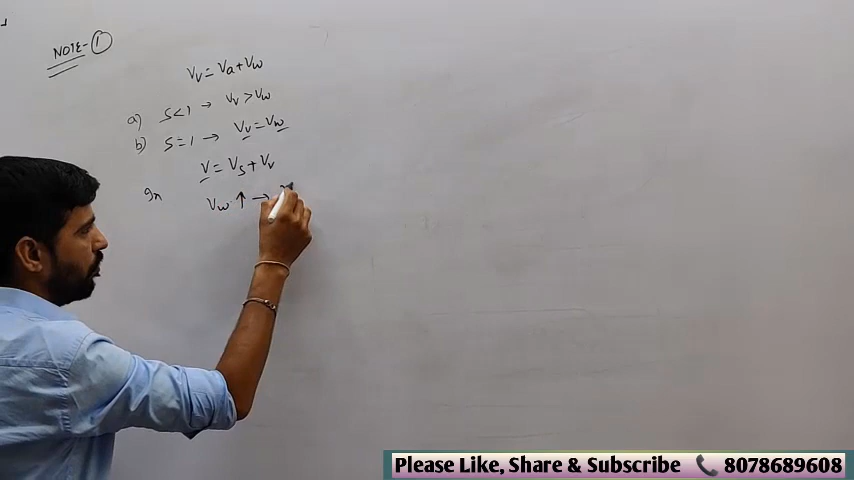 NOTE- 1
Vv = Va + Vw
a) S<1 → Vv > Vw
b) S=1 → Vv = Vw
V = Vs + Vv
In Vw ↑ →
Please Like, Share & Subscribe 📞 8078689608